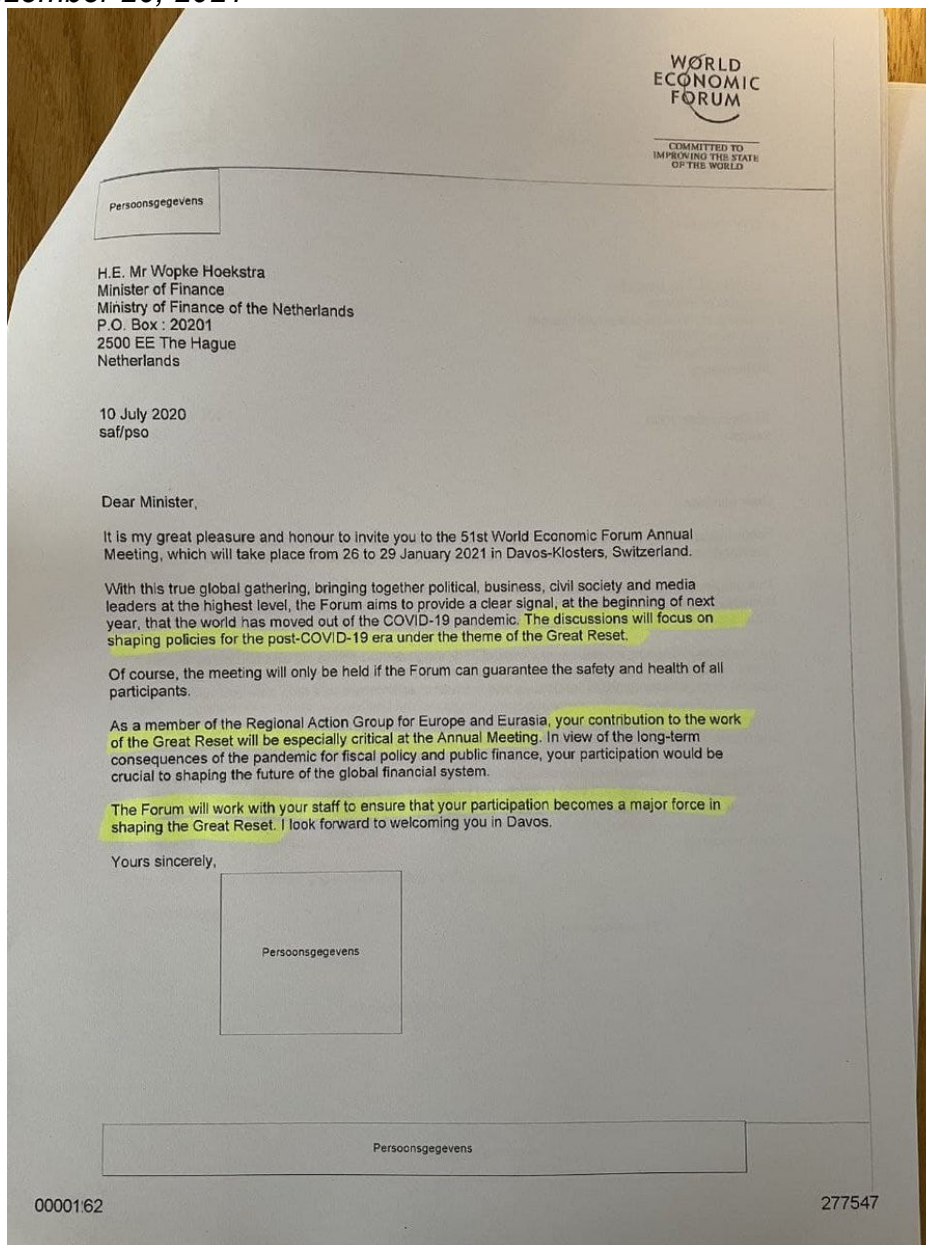 WORLD
ECONOMIC
FORUM
COMMITTED TO
IMPROVING THE STATE
OF THE WORLD
Persoonsgegevens
H.E. Mr Wopke Hoekstra
Minister of Finance
Ministry of Finance of the Netherlands
P.O. Box : 20201
2500 EE The Hague
Netherlands
10 July 2020
saf/pso
Dear Minister,
It is my great pleasure and honour to invite you to the 51st World Economic Forum Annual
Meeting, which will take place from 26 to 29 January 2021 in Davos-Klosters, Switzerland.
With this true global gathering, bringing together political, business, civil society and media
leaders at the highest level, the Forum aims to provide a clear signal, at the beginning of next
year, that the world has moved out of the COVID-19 pandemic. The discussions will focus on
shaping policies for the post-COVID-19 era under the theme of the Great Reset.
Of course, the meeting will only be held if the Forum can guarantee the safety and health of all
participants.
As a member of the Regional Action Group for Europe and Eurasia, your contribution to the work
of the Great Reset will be especially critical at the Annual Meeting. In view of the long-term
consequences of the pandemic for fiscal policy and public finance, your participation would be
crucial to shaping the future of the global financial system.
The Forum will work with your staff to ensure that your participation becomes a major force in
shaping the Great Reset. I look forward to welcoming you in Davos.
Yours sincerely,
Persoonsgegevens
Persoonsgegevens
0000162
277547